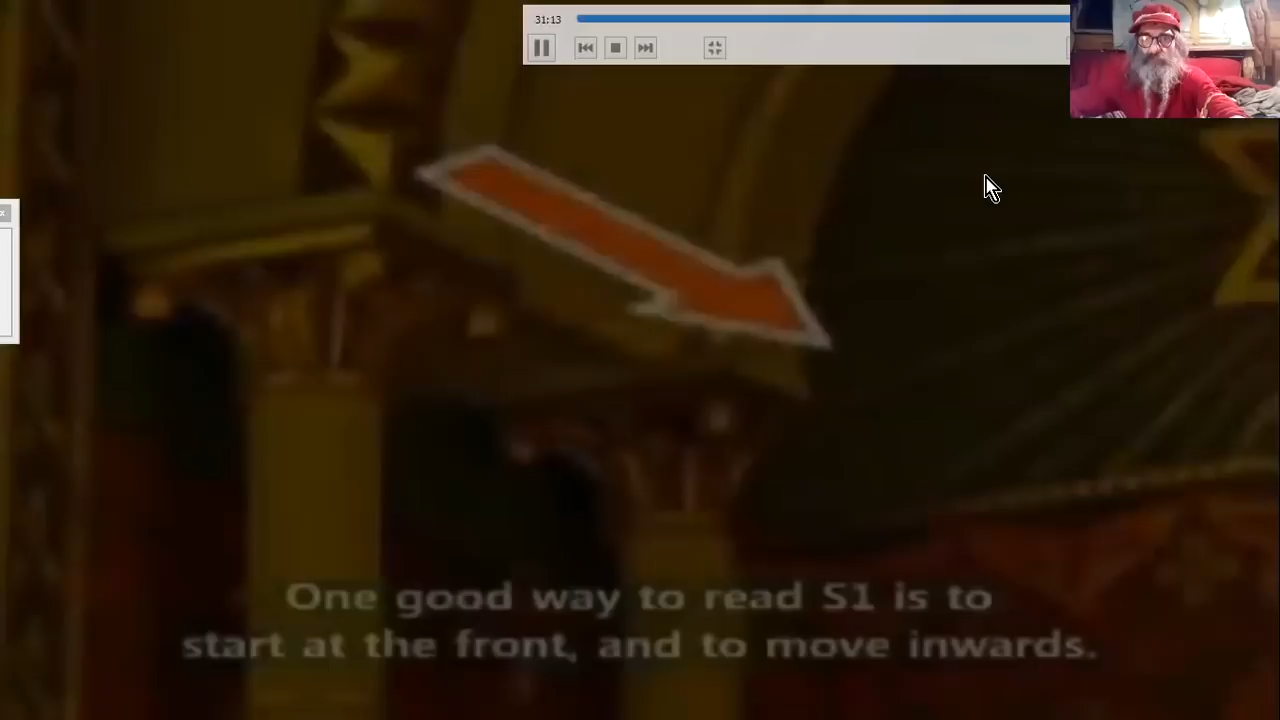 31:13
x
One good way to read S1 is to
start at the front, and to move inwards.